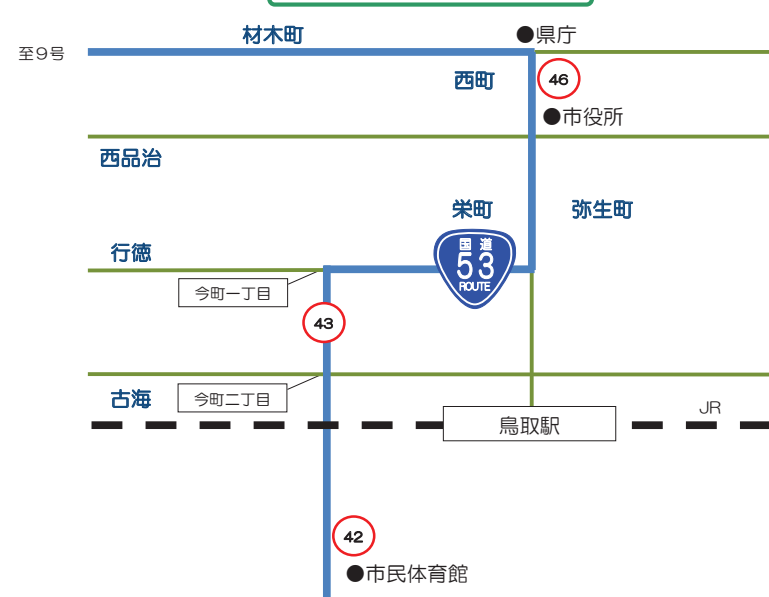 ●県庁
材木町
至9号
西町
46
●市役所
西品治
栄町
弥生町
国道
53
ROUTE
行徳
今町一丁目
43
古海
今町二丁目
JR
鳥取駅
42
●市民体育館